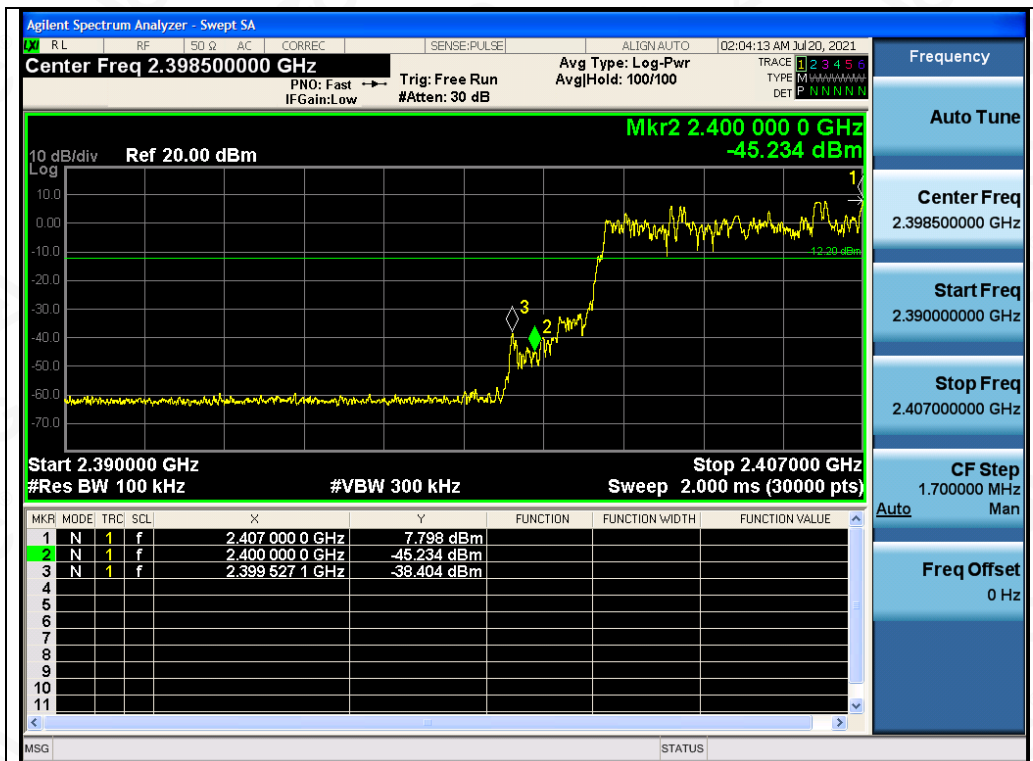 Agilent Spectrum Analyzer - Swept SA
LXI RL RF 50 Ω AC CORREC SENSE:PULSE ALIGN AUTO 02:04:13 AM Jul 20, 2021
Center Freq 2.398500000 GHz
PNO: Fast
IFGain:Low
Trig: Free Run
#Atten: 30 dB
Avg Type: Log-Pwr
Avg|Hold: 100/100
TRACE 1 2 3 4 5 6
TYPE M
DET P N N N N N
Mkr2 2.400 000 0 GHz
-45.234 dBm
10 dB/div Ref 20.00 dBm
Log
10.0
0.00
-10.0
-20.0
-30.0
-40.0
-50.0
-60.0
-70.0
1
-12.20 dBm
3
2
Start 2.390000 GHz Stop 2.407000 GHz
#Res BW 100 kHz #VBW 300 kHz Sweep 2.000 ms (30000 pts)
MKR MODE TRC SCL X Y FUNCTION FUNCTION WIDTH FUNCTION VALUE
1 N 1 f 2.407 000 0 GHz 7.798 dBm
2 N 1 f 2.400 000 0 GHz -45.234 dBm
3 N 1 f 2.399 527 1 GHz -38.404 dBm
4
5
6
7
8
9
10
11
MSG STATUS
Frequency
Auto Tune
Center Freq
2.398500000 GHz
Start Freq
2.390000000 GHz
Stop Freq
2.407000000 GHz
CF Step
1.700000 MHz
Auto Man
Freq Offset
0 Hz